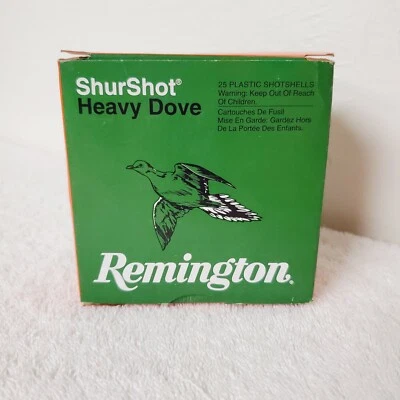 ShurShot®
Heavy Dove
25 PLASTIC SHOTSHELLS
Warning: Keep Out Of Reach
Of Children.
Cartouches De Fusil
Mise En Garde: Gardez Hors
De La Portée Des Enfants.
Remington®